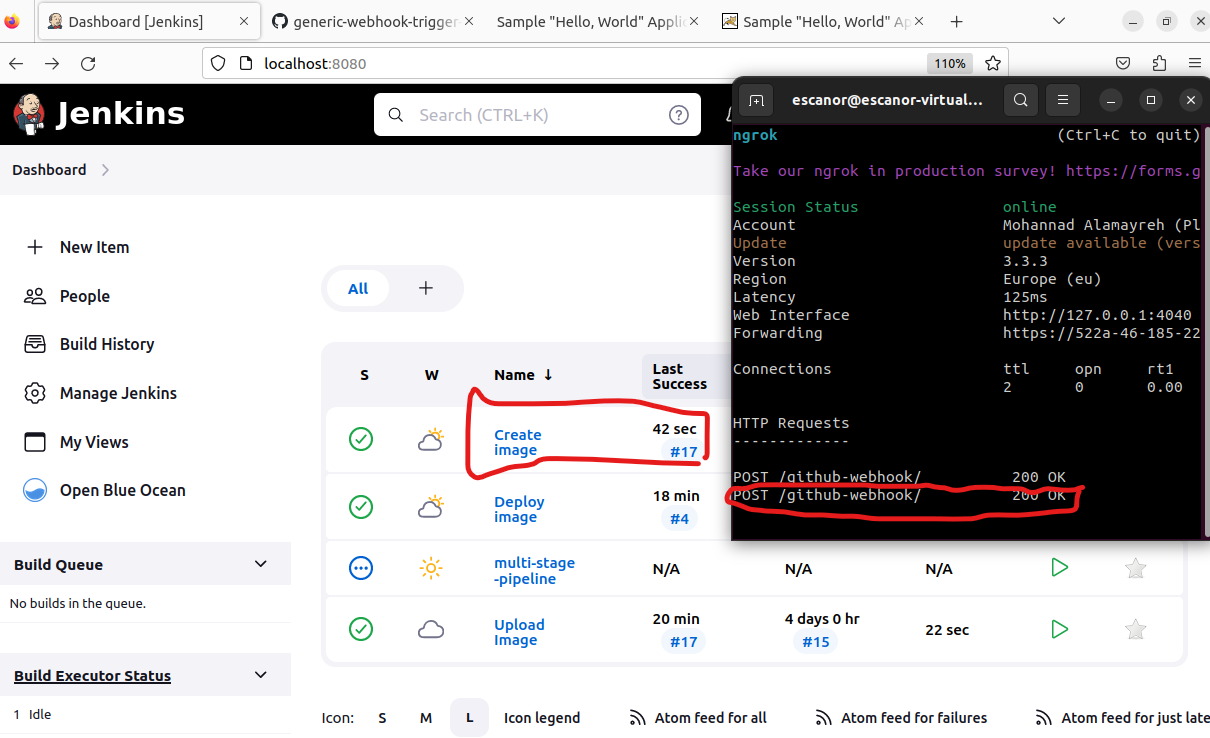 Dashboard [Jenkins]
generic-webhook-trigger-
Sample "Hello, World" Applic
Sample "Hello, World" Ap
localhost:8080
110%
Jenkins
Search (CTRL+K)
Dashboard
New Item
People
Build History
Manage Jenkins
My Views
Open Blue Ocean
Build Queue
No builds in the queue.
Build Executor Status
1 Idle
All
S W Name ↓ Last Success
Create image 42 sec #17
Deploy image 18 min #4
multi-stage-pipeline N/A N/A N/A
Upload Image 20 min #17 4 days 0 hr #15 22 sec
Icon: S M L Icon legend Atom feed for all Atom feed for failures Atom feed for just late
escanor@escanor-virtual...
ngrok (Ctrl+C to quit)
Take our ngrok in production survey! https://forms.g
Session Status online
Account Mohannad Alamayreh (Pl
Update update available (vers
Version 3.3.3
Region Europe (eu)
Latency 125ms
Web Interface http://127.0.0.1:4040
Forwarding https://522a-46-185-22
Connections ttl opn rt1
2 0 0.00
HTTP Requests
-------------
POST /github-webhook/ 200 OK
POST /github-webhook/ 200 OK